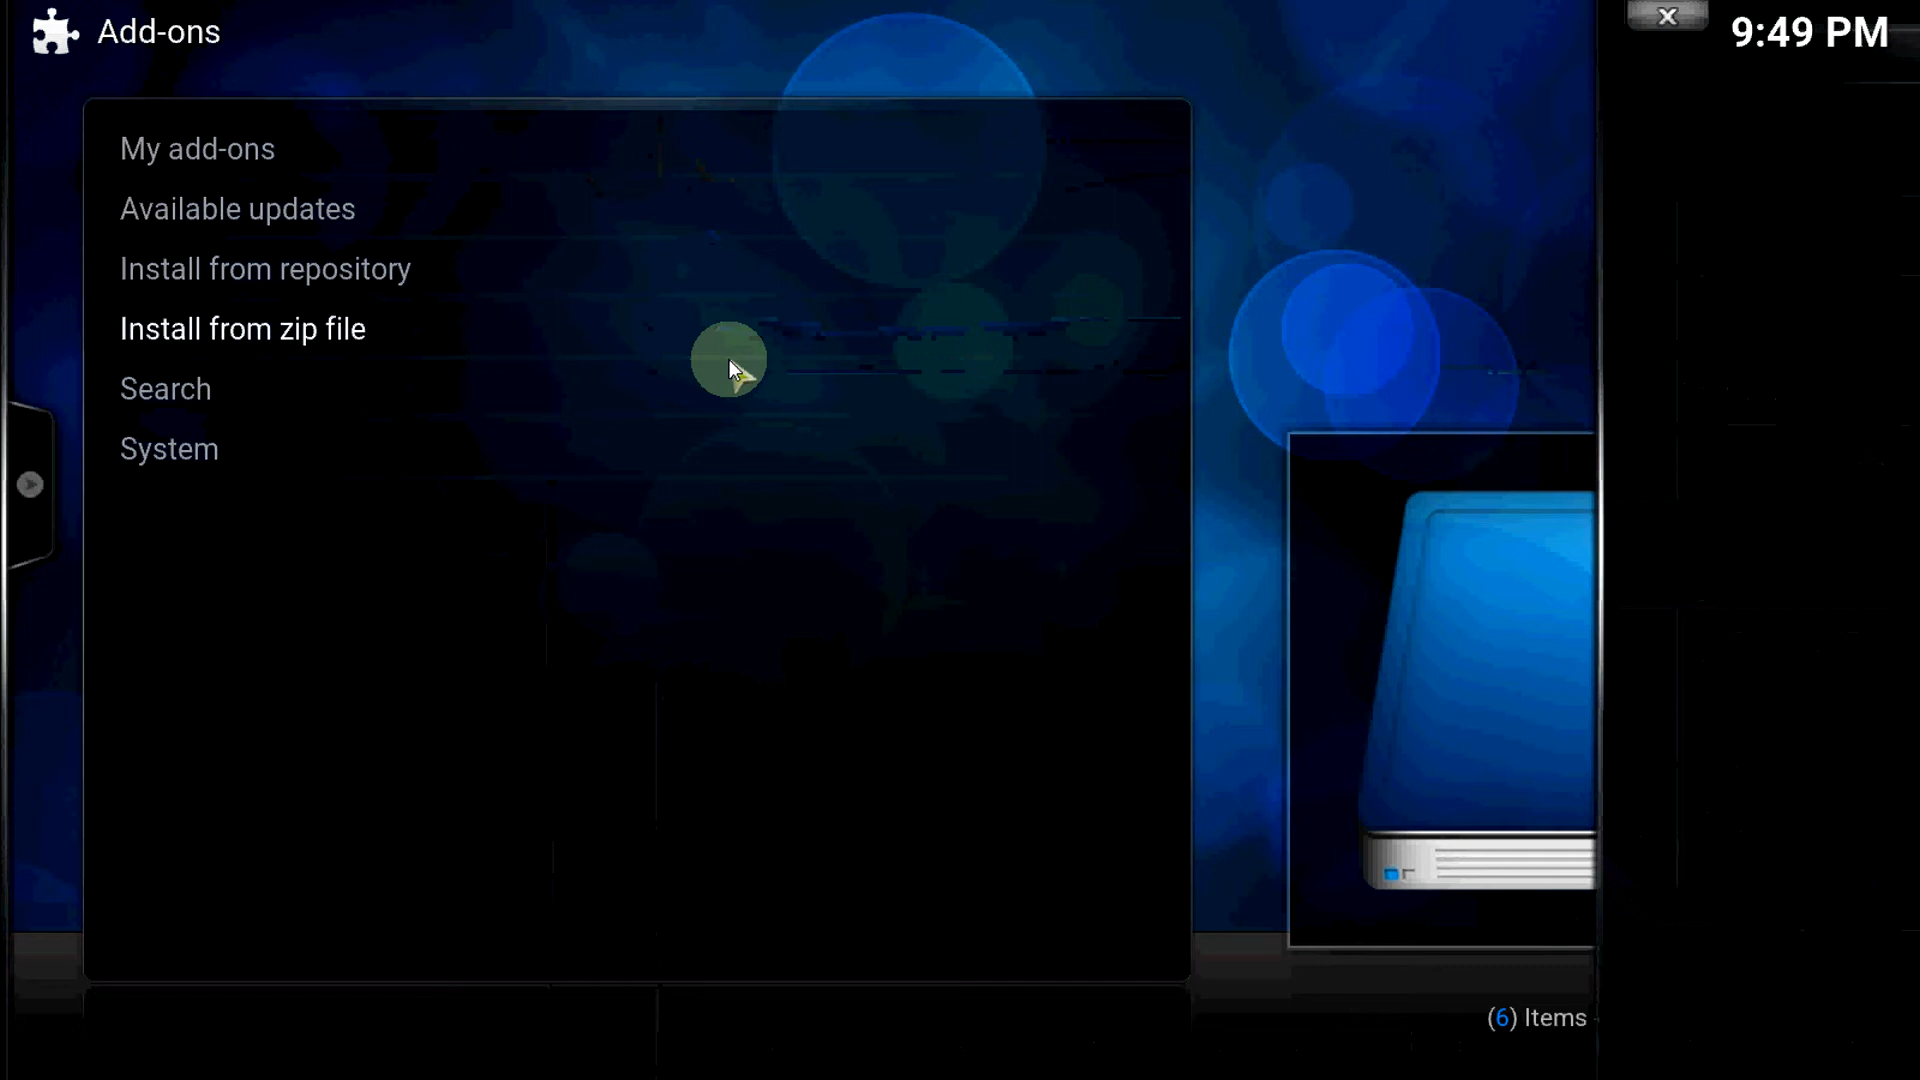 Add-ons
9:49 PM
My add-ons
Available updates
Install from repository
Install from zip file
Search
System
(6) Items